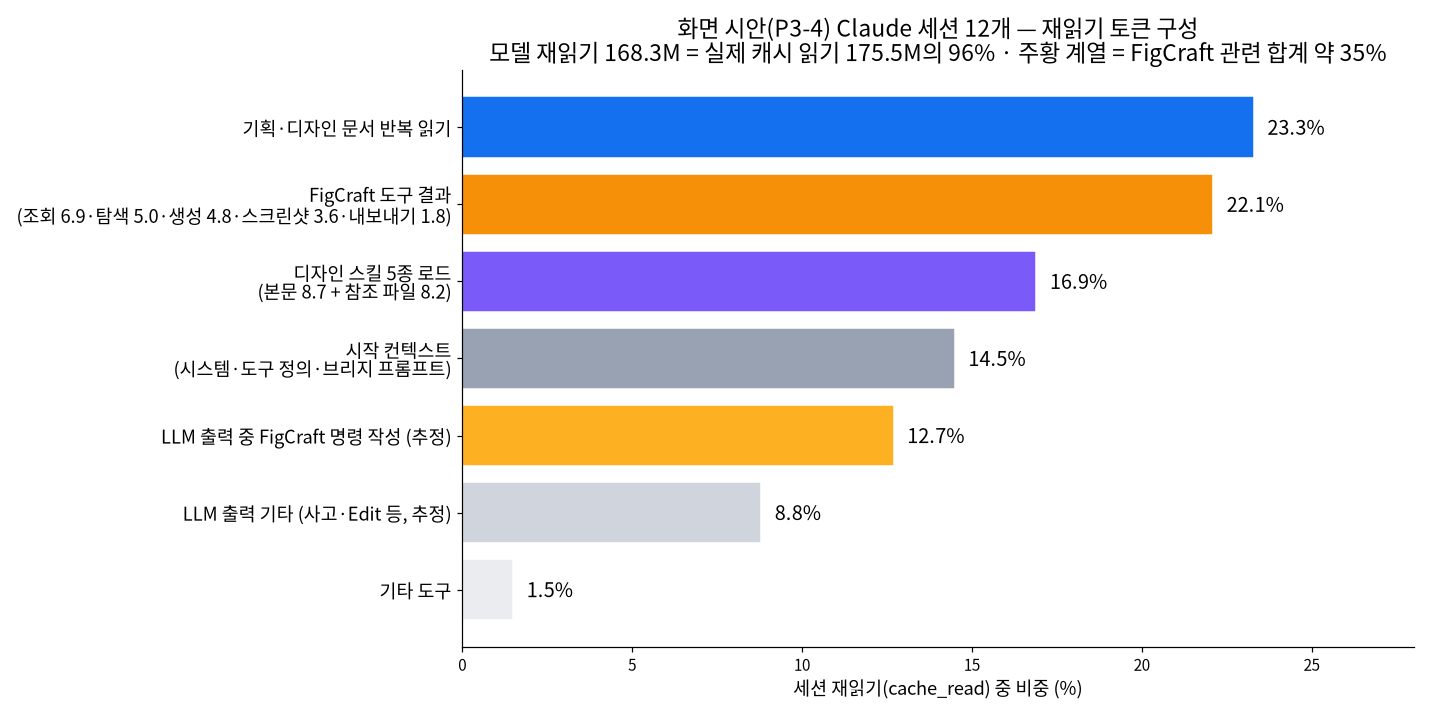 화면 시안(P3-4) Claude 세션 12개 — 재읽기 토큰 구성
모델 재읽기 168.3M = 실제 캐시 읽기 175.5M의 96% · 주황 계열 = FigCraft 관련 합계 약 35%
기획·디자인 문서 반복 읽기
23.3%
FigCraft 도구 결과
(조회 6.9·탐색 5.0·생성 4.8·스크린샷 3.6·내보내기 1.8)
22.1%
디자인 스킬 5종 로드
(본문 8.7 + 참조 파일 8.2)
16.9%
시작 컨텍스트
(시스템·도구 정의·브리지 프롬프트)
14.5%
LLM 출력 중 FigCraft 명령 작성 (추정)
12.7%
LLM 출력 기타 (사고·Edit 등, 추정)
8.8%
기타 도구
1.5%
0 5 10 15 20 25
세션 재읽기(cache_read) 중 비중 (%)